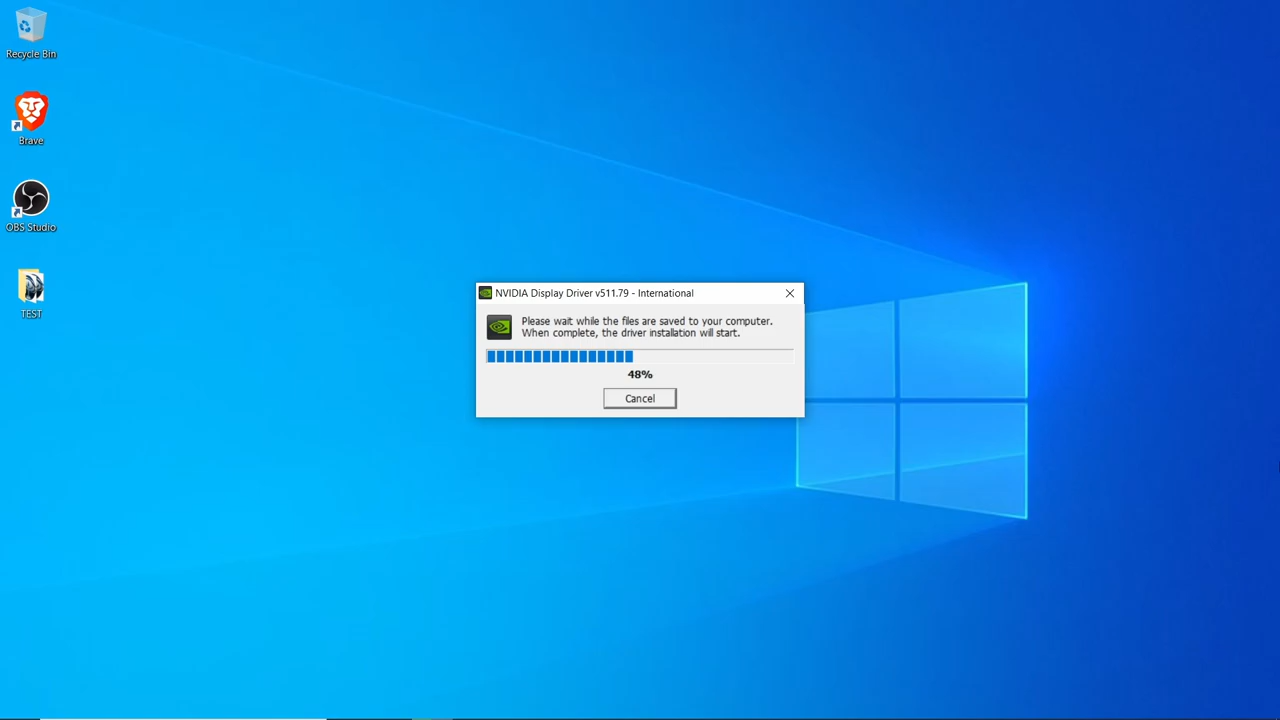 Recycle Bin
Brave
OBS Studio
TEST
NVIDIA Display Driver v511.79 - International
Please wait while the files are saved to your computer.
When complete, the driver installation will start.
48%
Cancel